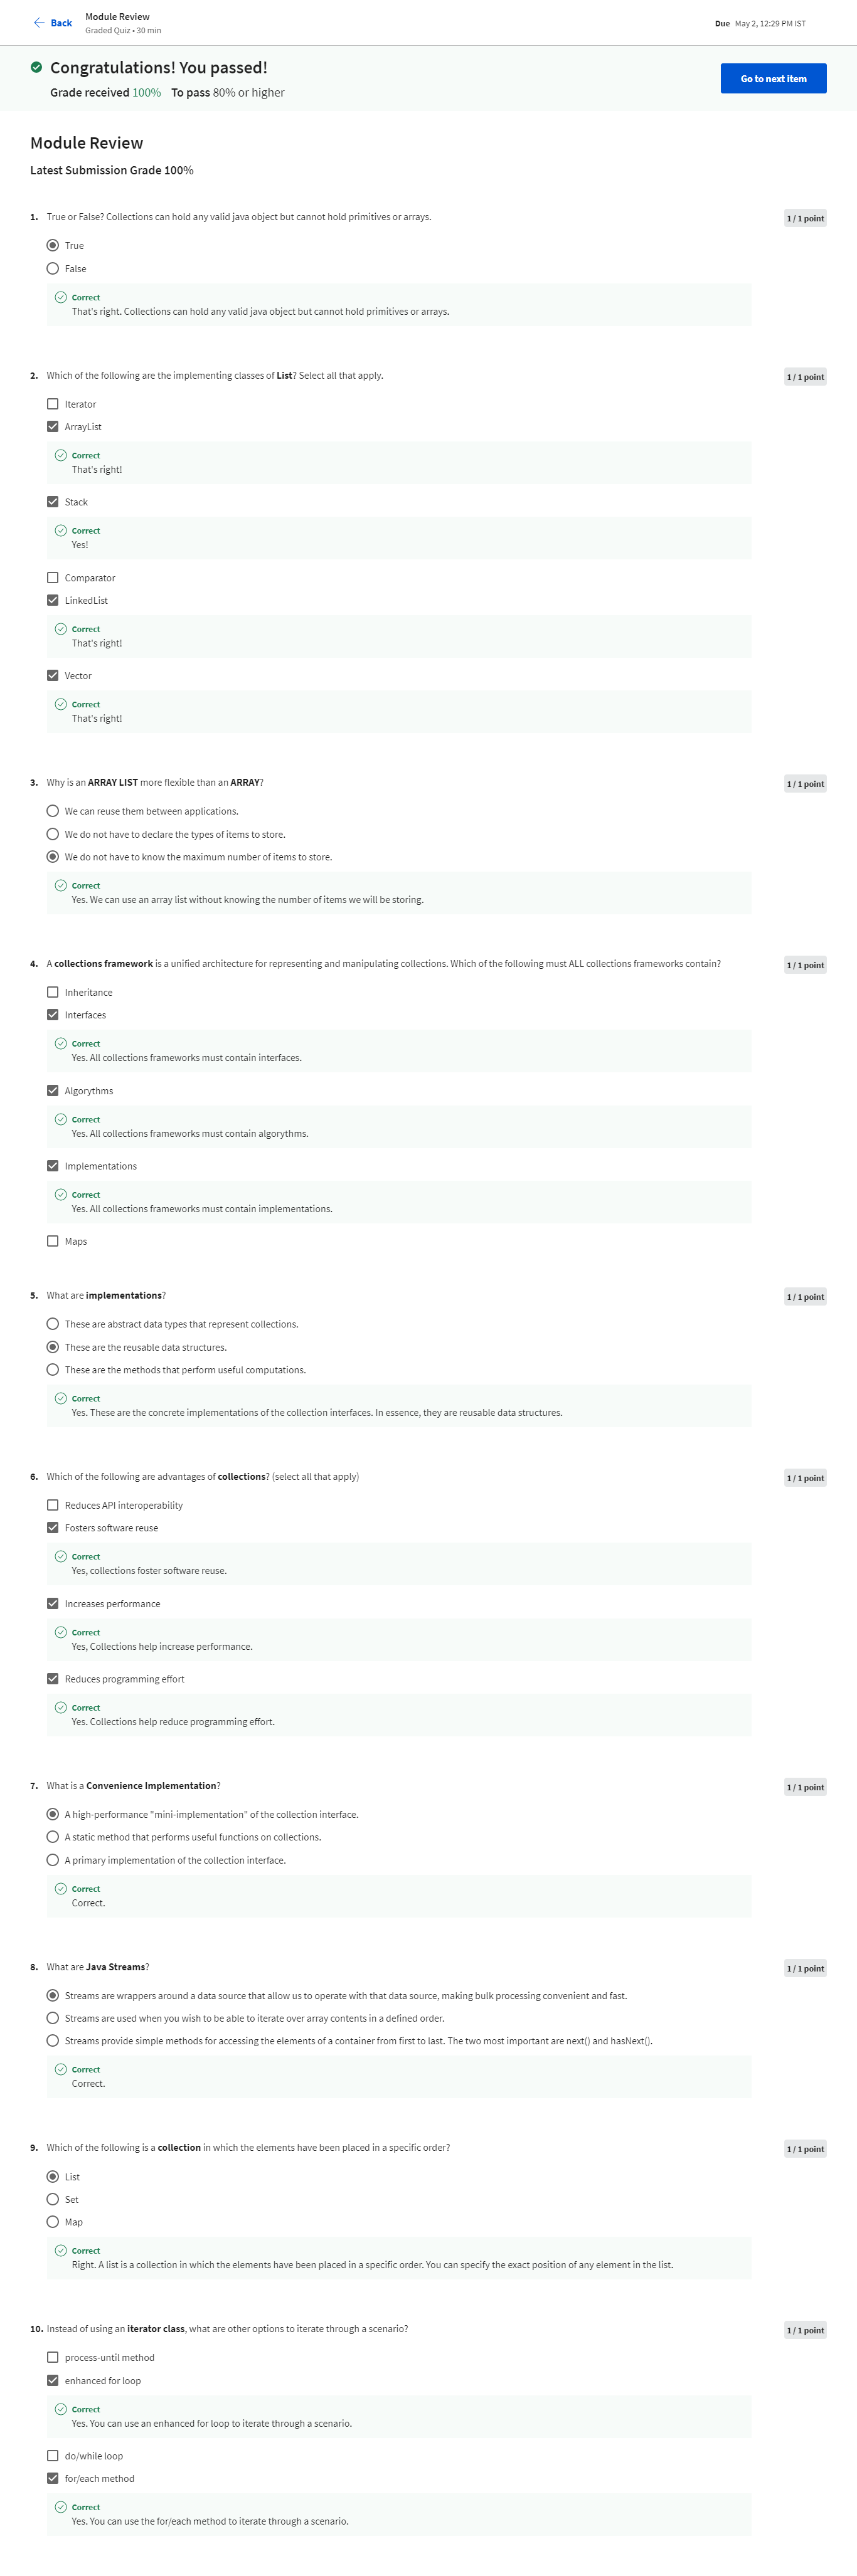 Back
Module Review
Graded Quiz • 30 min
Due May 2, 12:29 PM IST
Congratulations! You passed!
Grade received 100% To pass 80% or higher
Go to next item
Module Review
Latest Submission Grade 100%
1. True or False? Collections can hold any valid java object but cannot hold primitives or arrays.
1 / 1 point
True
False
Correct
That's right. Collections can hold any valid java object but cannot hold primitives or arrays.
2. Which of the following are the implementing classes of List? Select all that apply.
1 / 1 point
Iterator
ArrayList
Correct
That's right!
Stack
Correct
Yes!
Comparator
LinkedList
Correct
That's right!
Vector
Correct
That's right!
3. Why is an ARRAY LIST more flexible than an ARRAY?
1 / 1 point
We can reuse them between applications.
We do not have to declare the types of items to store.
We do not have to know the maximum number of items to store.
Correct
Yes. We can use an array list without knowing the number of items we will be storing.
4. A collections framework is a unified architecture for representing and manipulating collections. Which of the following must ALL collections frameworks contain?
1 / 1 point
Inheritance
Interfaces
Correct
Yes. All collections frameworks must contain interfaces.
Algorythms
Correct
Yes. All collections frameworks must contain algorythms.
Implementations
Correct
Yes. All collections frameworks must contain implementations.
Maps
5. What are implementations?
1 / 1 point
These are abstract data types that represent collections.
These are the reusable data structures.
These are the methods that perform useful computations.
Correct
Yes. These are the concrete implementations of the collection interfaces. In essence, they are reusable data structures.
6. Which of the following are advantages of collections? (select all that apply)
1 / 1 point
Reduces API interoperability
Fosters software reuse
Correct
Yes, collections foster software reuse.
Increases performance
Correct
Yes, Collections help increase performance.
Reduces programming effort
Correct
Yes. Collections help reduce programming effort.
7. What is a Convenience Implementation?
1 / 1 point
A high-performance "mini-implementation" of the collection interface.
A static method that performs useful functions on collections.
A primary implementation of the collection interface.
Correct
Correct.
8. What are Java Streams?
1 / 1 point
Streams are wrappers around a data source that allow us to operate with that data source, making bulk processing convenient and fast.
Streams are used when you wish to be able to iterate over array contents in a defined order.
Streams provide simple methods for accessing the elements of a container from first to last. The two most important are next() and hasNext().
Correct
Correct.
9. Which of the following is a collection in which the elements have been placed in a specific order?
1 / 1 point
List
Set
Map
Correct
Right. A list is a collection in which the elements have been placed in a specific order. You can specify the exact position of any element in the list.
10. Instead of using an iterator class, what are other options to iterate through a scenario?
1 / 1 point
process-until method
enhanced for loop
Correct
Yes. You can use an enhanced for loop to iterate through a scenario.
do/while loop
for/each method
Correct
Yes. You can use the for/each method to iterate through a scenario.